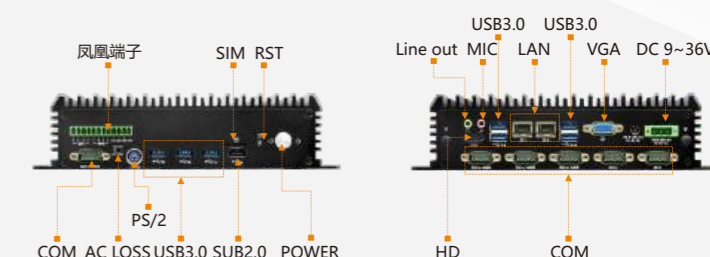 凤凰端子 SIM RST
PS/2
COM AC LOSS USB3.0 SUB2.0 POWER
USB3.0 USB3.0
Line out MIC LAN VGA DC 9~36V
HD COM